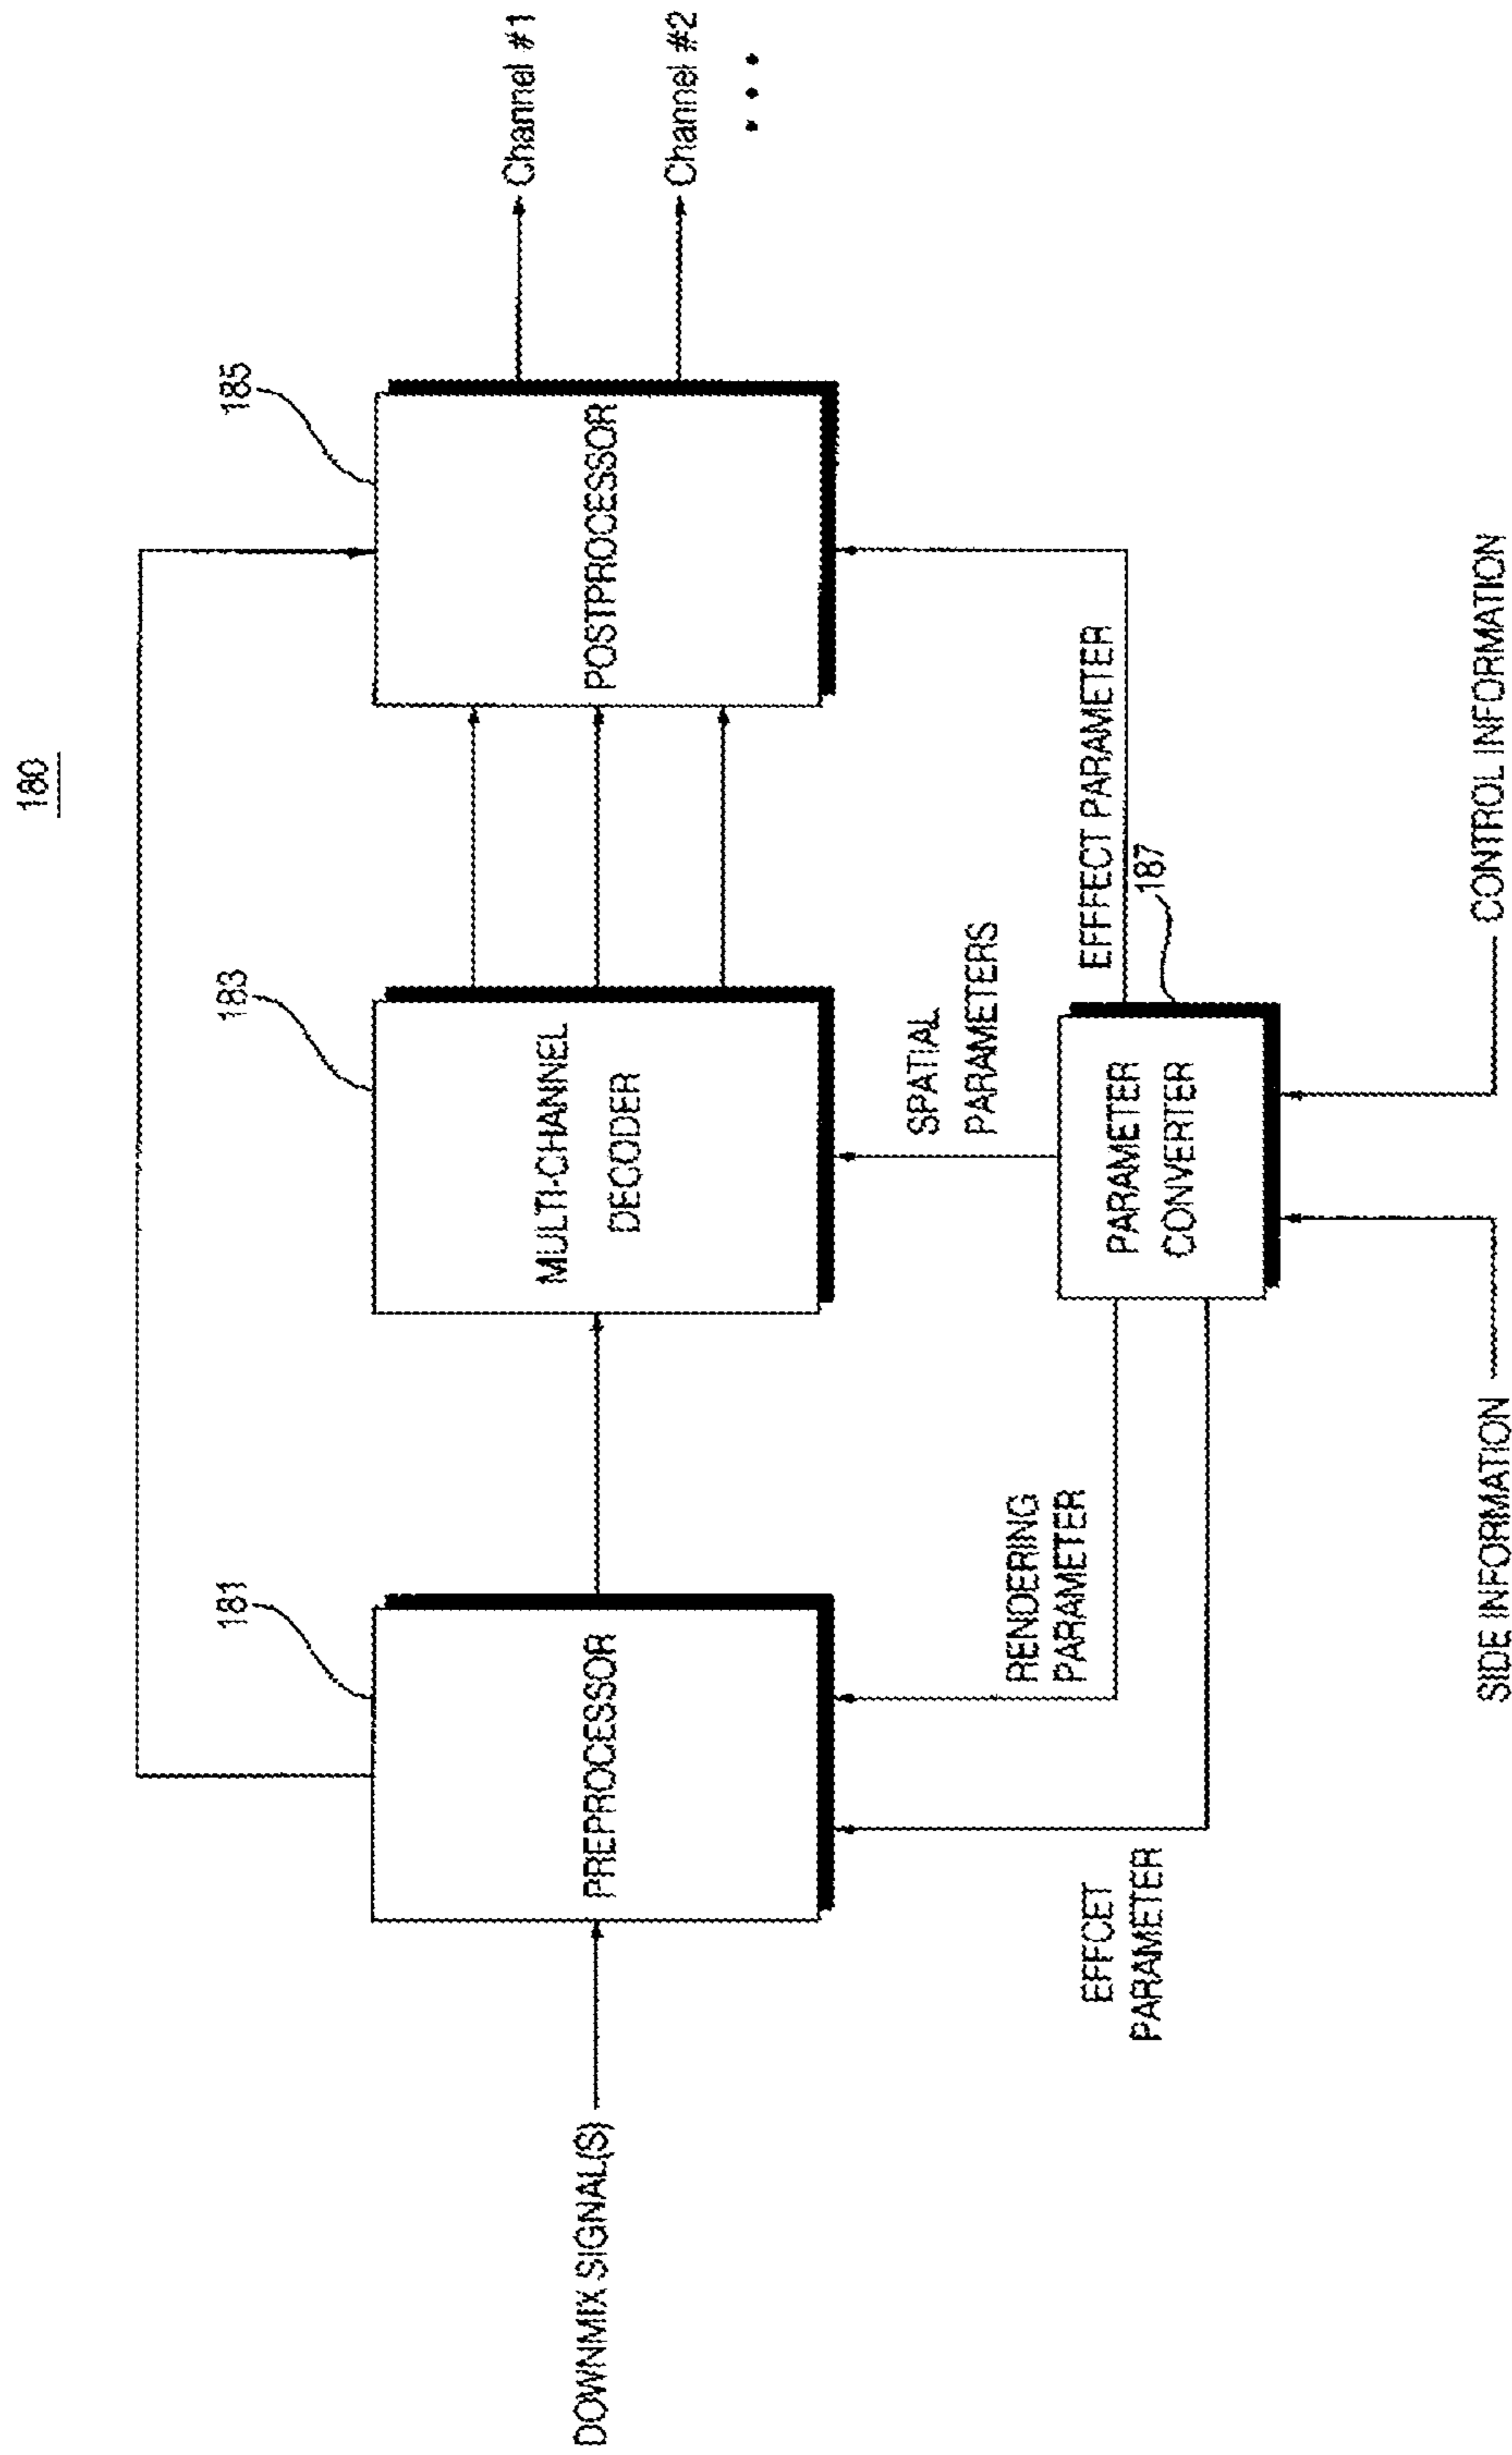 180
185
183
181
Channel #1
Channel #2
DOWNMIX SIGNAL(S)
PREPROCESSOR
MULTI-CHANNEL
DECODER
POSTPROCESSOR
SPATIAL
PARAMETERS
RENDERING
PARAMETER
EFFCET
PARAMETER
EFFFECT PARAMETER
187
PARAMETER
CONVERTER
SIDE INFORMATION
CONTROL INFORMATION